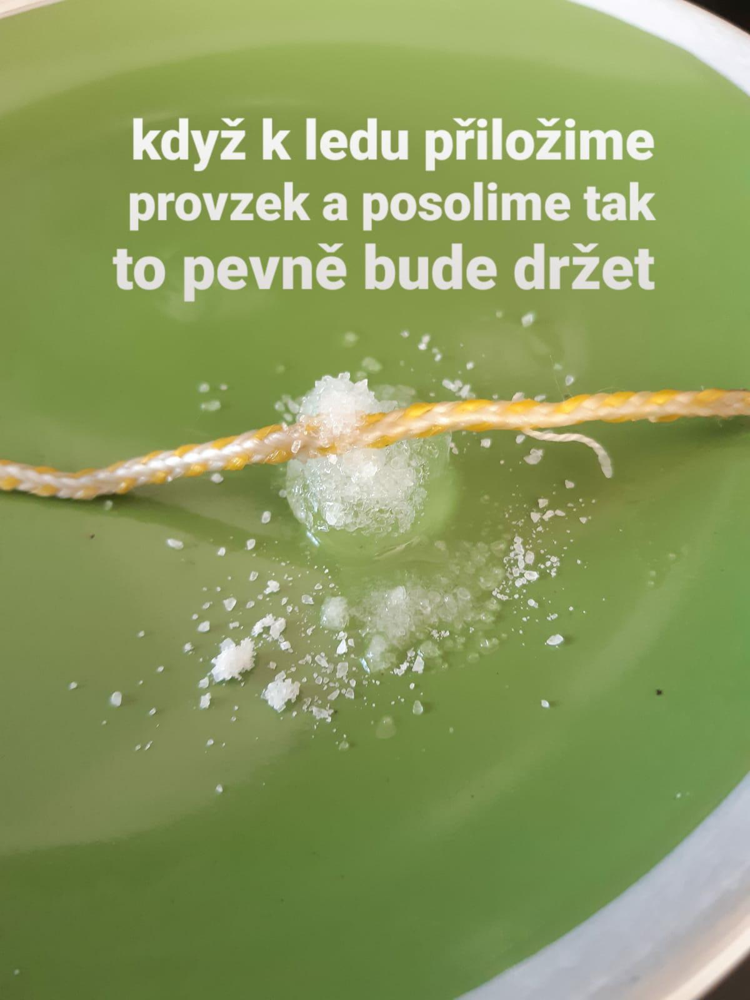 když k ledu přiložime
provzek a posolime tak
to pevně bude držet